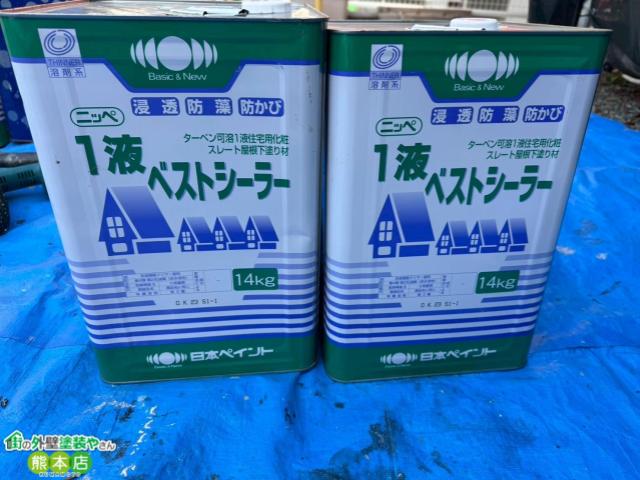 THINNER
溶剤系
Basic & New
浸透 防藻 防かび
ニッペ
ターペン可溶1液住宅用化粧
スレート屋根下塗り材
1液
ベストシーラー
14kg
日本ペイント
THINNER
溶剤系
Basic & New
浸透 防藻 防かび
ニッペ
ターペン可溶1液住宅用化粧
スレート屋根下塗り材
1液
ベストシーラー
14kg
日本ペイント
街の外壁塗装やさん
熊本店